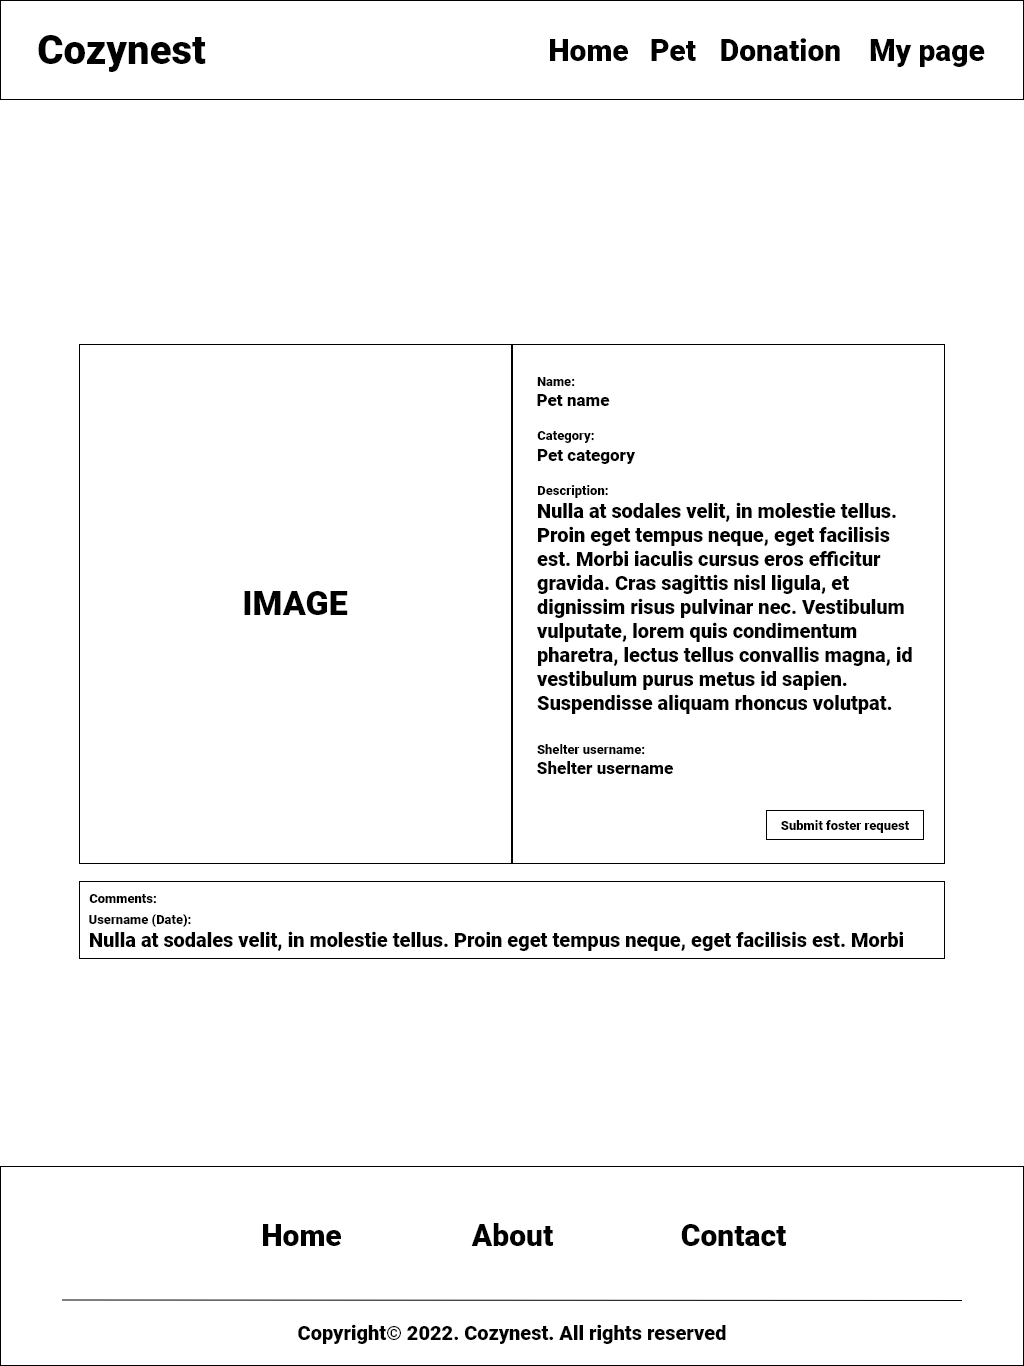 Cozynest
Home Pet Donation My page
IMAGE
Name:
Pet name
Category:
Pet category
Description:
Nulla at sodales velit, in molestie tellus.
Proin eget tempus neque, eget facilisis
est. Morbi iaculis cursus eros efficitur
gravida. Cras sagittis nisl ligula, et
dignissim risus pulvinar nec. Vestibulum
vulputate, lorem quis condimentum
pharetra, lectus tellus convallis magna, id
vestibulum purus metus id sapien.
Suspendisse aliquam rhoncus volutpat.
Shelter username:
Shelter username
Submit foster request
Comments:
Username (Date):
Nulla at sodales velit, in molestie tellus. Proin eget tempus neque, eget facilisis est. Morbi
Home About Contact
Copyright© 2022. Cozynest. All rights reserved